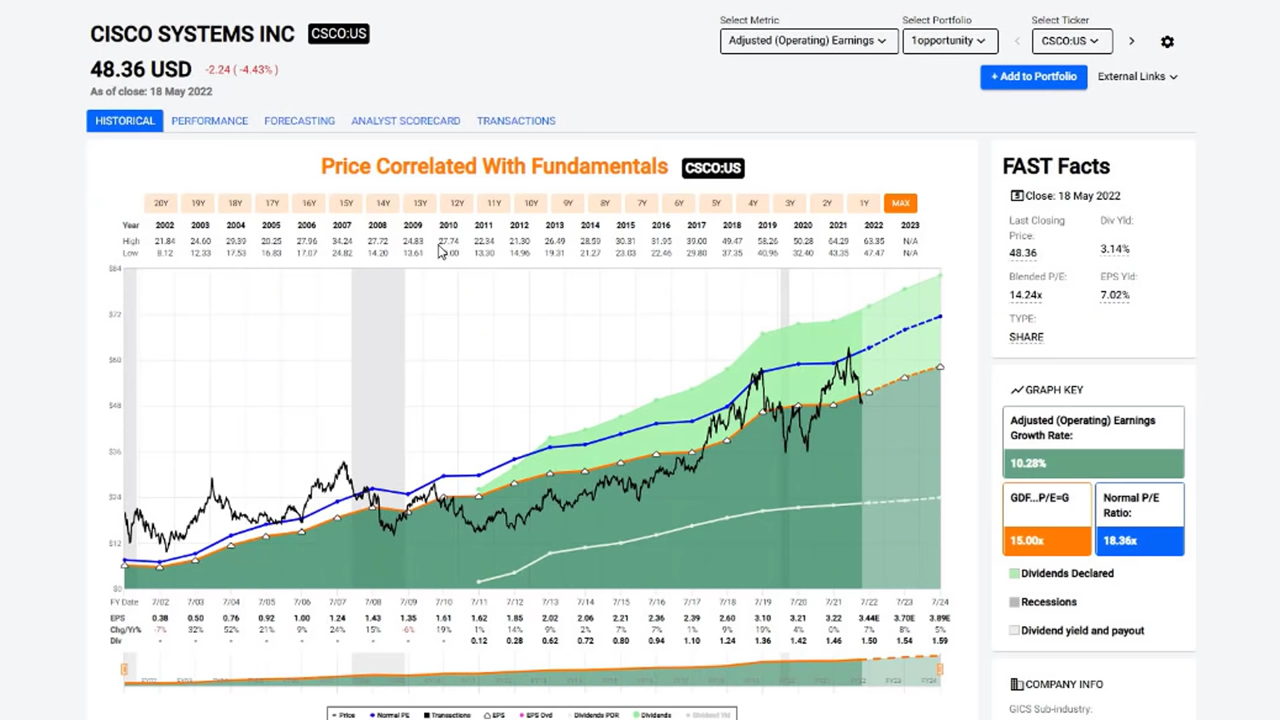 CISCO SYSTEMS INC CSCO:US
48.36 USD -2.24 ( -4.43% )
As of close: 18 May 2022
Select Metric Select Portfolio Select Ticker
Adjusted (Operating) Earnings 1opportunity CSCO:US
+ Add to Portfolio External Links
HISTORICAL PERFORMANCE FORECASTING ANALYST SCORECARD TRANSACTIONS
Price Correlated With Fundamentals CSCO:US
20Y 19Y 18Y 17Y 16Y 15Y 14Y 13Y 12Y 11Y 10Y 9Y 8Y 7Y 6Y 5Y 4Y 3Y 2Y 1Y MAX
Year 2002 2003 2004 2005 2006 2007 2008 2009 2010 2011 2012 2013 2014 2015 2016 2017 2018 2019 2020 2021 2022 2023
High 21.84 24.60 29.39 20.25 27.96 34.24 27.72 24.83 27.74 22.34 21.30 26.49 28.59 30.31 31.95 39.00 49.47 58.26 50.28 64.29 63.35 N/A
Low 8.12 12.33 17.53 16.83 17.07 24.82 14.20 13.61 .00 13.30 14.96 19.31 21.27 23.03 22.46 29.80 37.35 40.96 32.40 43.35 47.47 N/A
$84
$72
$60
$48
$36
$24
$12
$0
FY Date 7/02 7/03 7/04 7/05 7/06 7/07 7/08 7/09 7/10 7/11 7/12 7/13 7/14 7/15 7/16 7/17 7/18 7/19 7/20 7/21 7/22 7/23 7/24
EPS 0.38 0.50 0.76 0.92 1.00 1.24 1.43 1.35 1.61 1.62 1.85 2.02 2.06 2.21 2.36 2.39 2.60 3.10 3.21 3.22 3.44E 3.70E 3.89E
Chg/Yr% -7% 32% 52% 21% 9% 24% 15% -6% 19% 1% 14% 9% 2% 7% 7% 1% 9% 19% 4% 0% 7% 8% 5%
Div - - - - - - - - - 0.12 0.28 0.62 0.72 0.80 0.94 1.10 1.24 1.36 1.42 1.46 1.50 1.54 1.59
Price Normal PE Transactions EPS EPS Ovd Dividends POR Dividends Dividend Yld
FAST Facts
Close: 18 May 2022
Last Closing Price: Div Yld:
48.36 3.14%
Blended P/E: EPS Yld:
14.24x 7.02%
TYPE:
SHARE
GRAPH KEY
Adjusted (Operating) Earnings
Growth Rate:
10.28%
GDF...P/E=G Normal P/E
Ratio:
15.00x 18.36x
Dividends Declared
Recessions
Dividend yield and payout
COMPANY INFO
GICS Sub-industry: